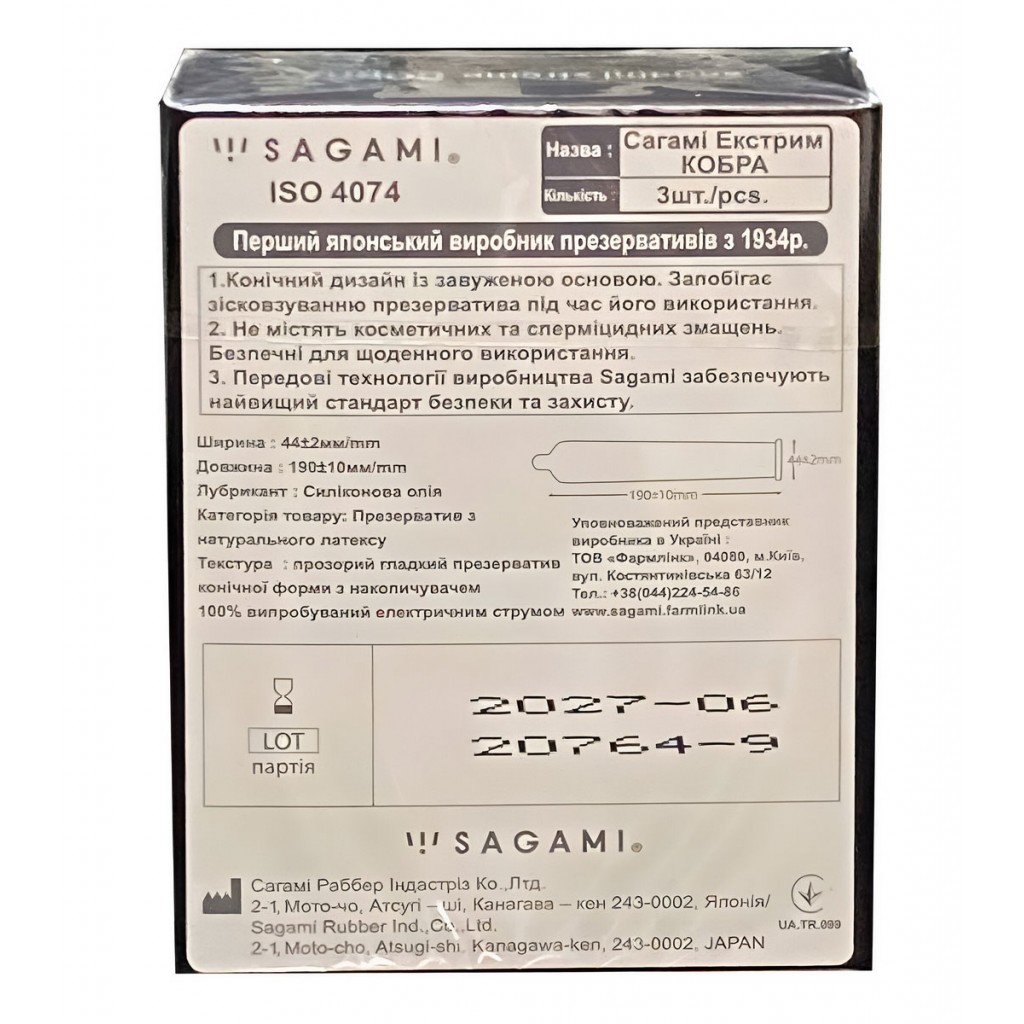 SAGAMI®
ISO 4074
Назва :
Сагамі Екстрим
КОБРА
Кількість :
3шт./pcs.
Перший японський виробник презервативів з 1934р.
1.Конічний дизайн із завуженою основою. Запобігає
зісковзуванню презерватива під час його використання.
2. Не містять косметичних та сперміцидних змащень.
Безпечні для щоденного використання.
3. Передові технології виробництва Sagami забезпечують
найвищий стандарт безпеки та захисту.
Ширина : 44±2мм/mm
Довжина : 190±10мм/mm
Лубрикант : Силіконова олія
Категорія товару: Презерватив з
натурального латексу
Текстура : прозорий гладкий презерватив
конічної форми з накопичувачем
100% випробуваний електричним струмом
44±2mm
190±10mm
Уповноважений представник
виробника в Україні :
ТОВ «Фармлінк», 04080, м.Київ,
вул. Костянтинівська 63/12
Тел.: +38(044)224-54-86
www.sagami.farmlink.ua
LOT
партія
2027-06
20764-9
SAGAMI®
Сагамі Раббер Індастріз Ко.,Лтд.
2-1, Мото-чо, Атсугі – ші, Канагава – кен 243-0002, Японія/
Sagami Rubber Ind.,Co.,Ltd.
2-1, Moto-cho, Atsugi-shi, Kanagawa-ken, 243-0002, JAPAN
UA.TR.099